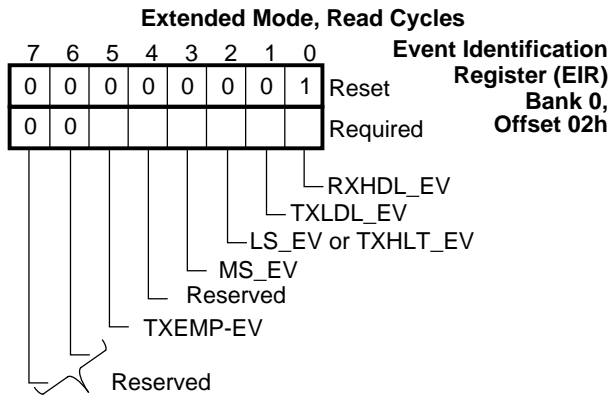 Extended Mode, Read Cycles
Event Identification
Register (EIR)
Bank 0,
Offset 02h
7 6 5 4 3 2 1 0
0 0 0 0 0 0 0 1 Reset
0 0 Required
RXHDL_EV
TXLDL_EV
LS_EV or TXHLT_EV
MS_EV
Reserved
TXEMP-EV
Reserved